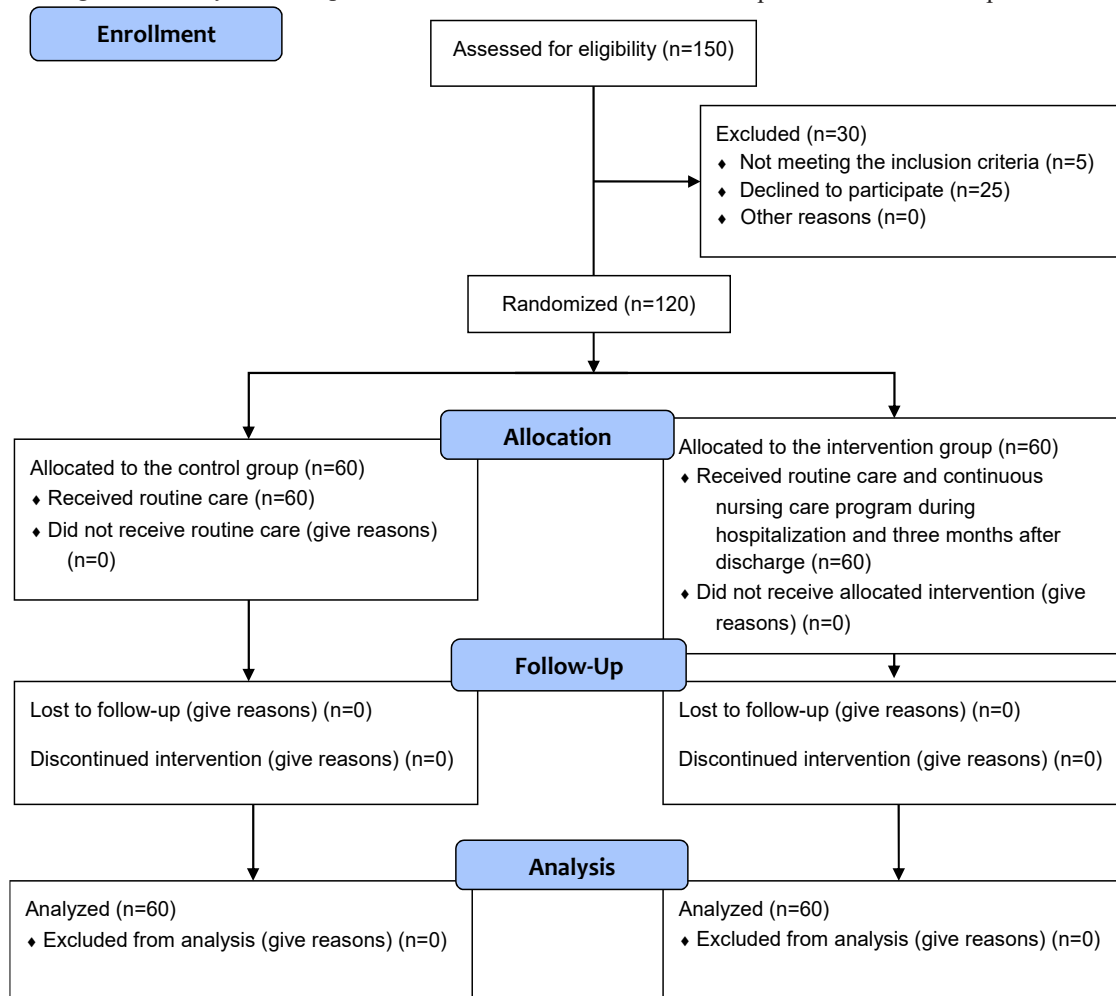 Enrollment
Assessed for eligibility (n=150)
Excluded (n=30)
♦ Not meeting the inclusion criteria (n=5)
♦ Declined to participate (n=25)
♦ Other reasons (n=0)
Randomized (n=120)
Allocation
Allocated to the control group (n=60)
♦ Received routine care (n=60)
♦ Did not receive routine care (give reasons)
(n=0)
Allocated to the intervention group (n=60)
♦ Received routine care and continuous
nursing care program during
hospitalization and three months after
discharge (n=60)
♦ Did not receive allocated intervention (give
reasons) (n=0)
Follow-Up
Lost to follow-up (give reasons) (n=0)
Discontinued intervention (give reasons) (n=0)
Lost to follow-up (give reasons) (n=0)
Discontinued intervention (give reasons) (n=0)
Analysis
Analyzed (n=60)
♦ Excluded from analysis (give reasons) (n=0)
Analyzed (n=60)
♦ Excluded from analysis (give reasons) (n=0)